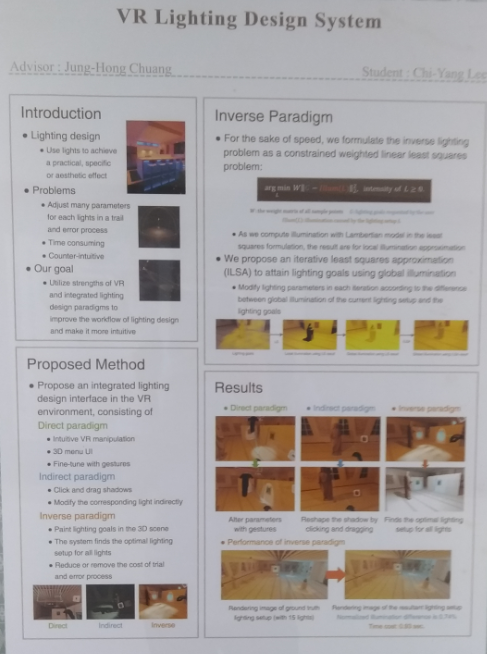 VR Lighting Design System
Advisor : Jung-Hong Chuang
Student : Chi-Yang Lee
Introduction
• Lighting design
• Use lights to achieve
a practical, specific
or aesthetic effect
• Problems
• Adjust many parameters
for each lights in a trail
and error process
• Time consuming
• Counter-intuitive
• Our goal
• Utilize strengths of VR
and integrated lighting
design paradigms to
improve the workflow of lighting design
and make it more intuitive
Proposed Method
• Propose an integrated lighting
design interface in the VR
environment, consisting of
Direct paradigm
• Intuitive VR manipulation
• 3D menu UI
• Fine-tune with gestures
Indirect paradigm
• Click and drag shadows
• Modify the corresponding light indirectly
Inverse paradigm
• Paint lighting goals in the 3D scene
• The system finds the optimal lighting
setup for all lights
• Reduce or remove the cost of trial
and error process
Direct Indirect Inverse
Inverse Paradigm
• For the sake of speed, we formulate the inverse lighting
problem as a constrained weighted linear least squares
problem:
intensity of L ≥ 0
• As we compute illumination with Lambertian model in the least
squares formulation, the result are for local illumination approximation
• We propose an iterative least squares approximation
(ILSA) to attain lighting goals using global illumination
• Modify lighting parameters in each iteration according to the difference
between global illumination of the current lighting setup and the
lighting goals
Results
• Direct paradigm • Indirect paradigm • Inverse paradigm
Alter parameters
with gestures
Reshape the shadow by
clicking and dragging
Finds the optimal lighting
setup for all lights
• Performance of inverse paradigm
Rendering image of ground truth
lighting setup (with 15 lights)
Rendering image of the resultant lighting setup
Normalized illumination difference is 0.74%
Time cost: 0.83 sec.